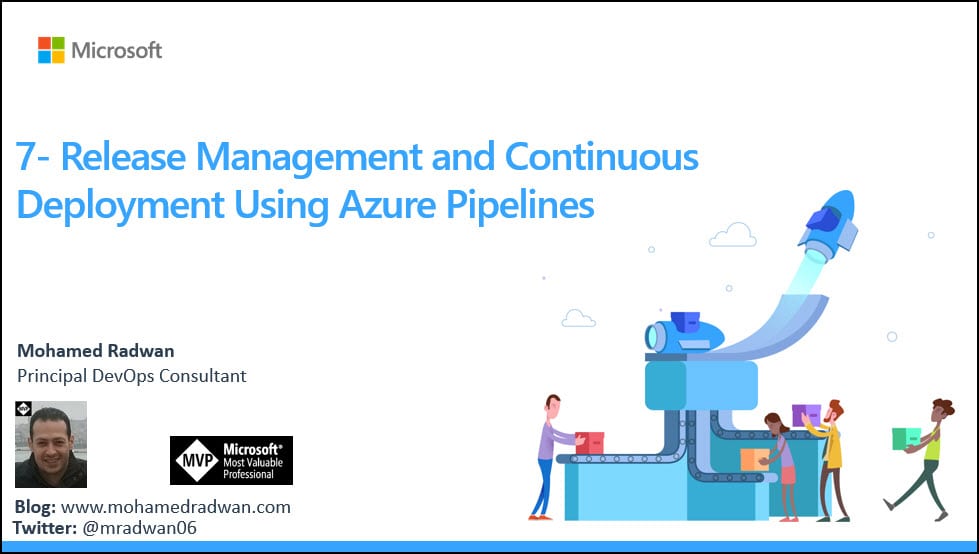 Microsoft
7- Release Management and Continuous
Deployment Using Azure Pipelines
Mohamed Radwan
Principal DevOps Consultant
MVP
MVP
Microsoft®
Most Valuable
Professional
Blog: www.mohamedradwan.com
Twitter: @mradwan06